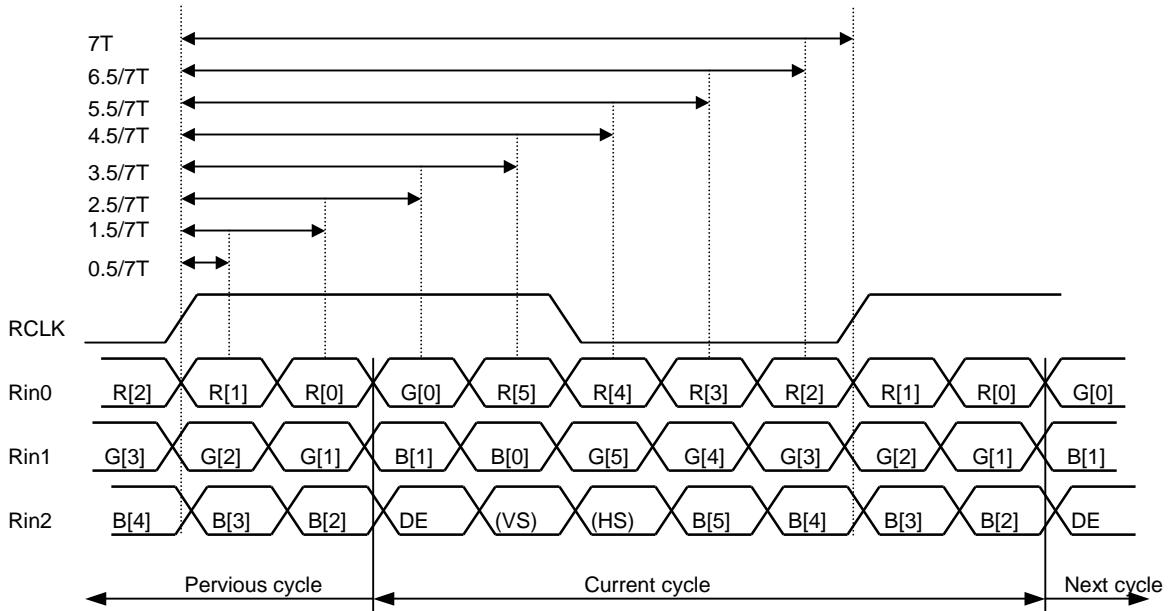 7T
6.5/7T
5.5/7T
4.5/7T
3.5/7T
2.5/7T
1.5/7T
0.5/7T
RCLK
Rin0 R[2] R[1] R[0] G[0] R[5] R[4] R[3] R[2] R[1] R[0] G[0]
Rin1 G[3] G[2] G[1] B[1] B[0] G[5] G[4] G[3] G[2] G[1] B[1]
Rin2 B[4] B[3] B[2] DE (VS) (HS) B[5] B[4] B[3] B[2] DE
Pervious cycle Current cycle Next cycle